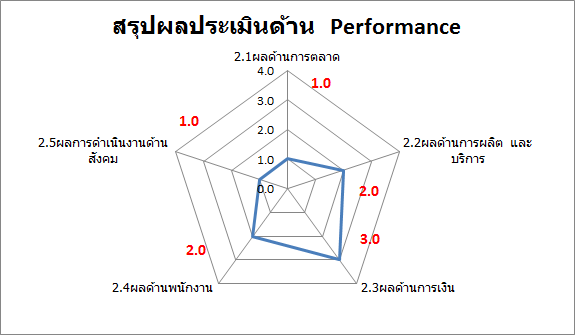 สรุปผลประเมินด้าน Performance
2.1ผลด้านการตลาด
4.0
1.0
3.0
1.0
2.5ผลการดำเนินงานด้าน
สังคม
2.0
2.2ผลด้านการผลิต และ
บริการ
1.0
0.0
2.0
3.0
2.0
2.4ผลด้านพนักงาน
2.3ผลด้านการเงิน